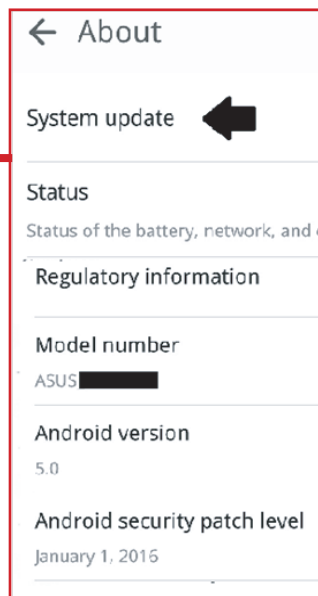 About
System update
Status
Status of the battery, network, and
Regulatory information
Model number
ASUS
Android version
5.0
Android security patch level
January 1, 2016